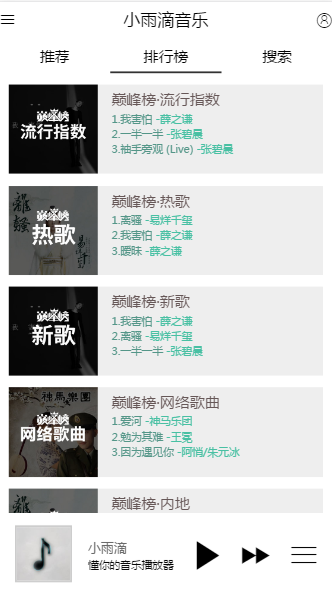 小雨滴音乐
推荐
排行榜
搜索
巅峰榜
流行指数
巅峰榜·流行指数
1.我害怕 -薛之谦
2.一半一半 -张碧晨
3.袖手旁观 (Live) -张碧晨
離騷
巅峰榜
热歌
巅峰榜·热歌
1.离骚 -易烊千玺
2.我害怕 -薛之谦
3.暧昧 -薛之谦
巅峰榜
新歌
巅峰榜·新歌
1.我害怕 -薛之谦
2.离骚 -易烊千玺
3.一半一半 -张碧晨
神馬樂團
巅峰榜
网络歌曲
巅峰榜·网络歌曲
1.爱河 -神马乐团
2.勉为其难 -王冕
3.因为遇见你 -阿悄/朱元冰
巅峰榜
巅峰榜·内地
小雨滴
懂你的音乐播放器